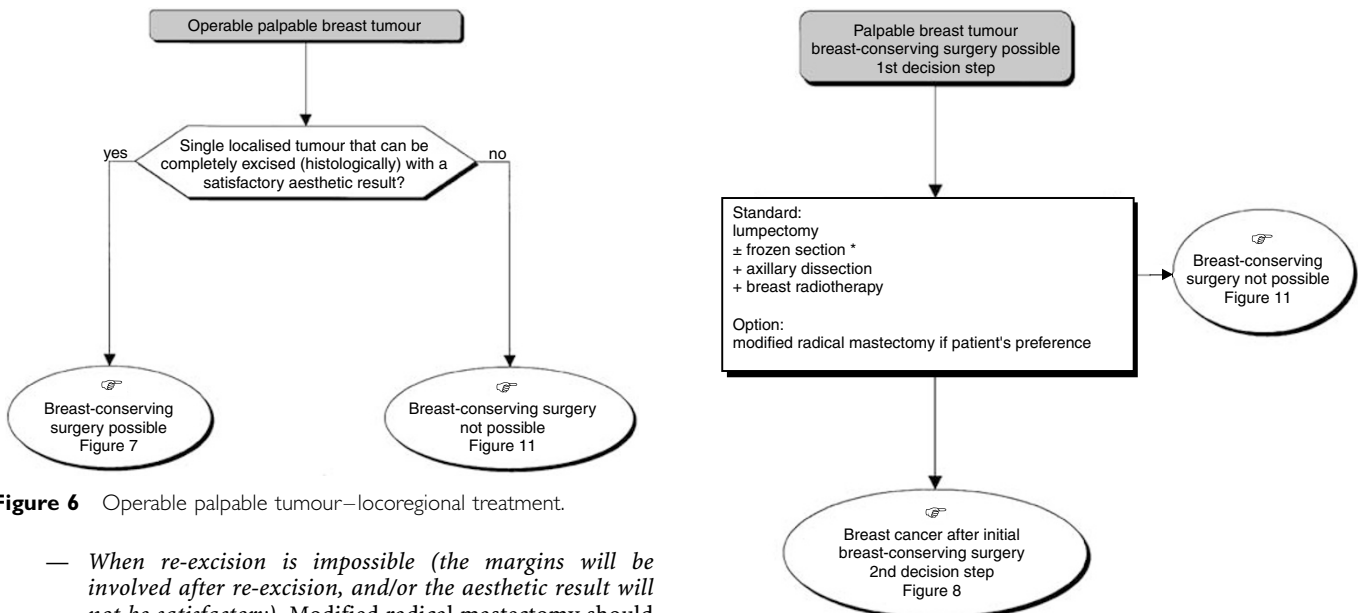 Operable palpable breast tumour
yes
Single localised tumour that can be
completely excised (histologically) with a
satisfactory aesthetic result?
no
Breast-conserving
surgery possible
Figure 7
Breast-conserving surgery
not possible
Figure 11
Figure 6 Operable palpable tumour–locoregional treatment.
— When re-excision is impossible (the margins will be
involved after re-excision, and/or the aesthetic result will
not be satisfactory). Modified radical mastectomy should
Palpable breast tumour
breast-conserving surgery possible
1st decision step
Standard:
lumpectomy
± frozen section *
+ axillary dissection
+ breast radiotherapy
Option:
modified radical mastectomy if patient's preference
Breast-conserving
surgery not possible
Figure 11
Breast cancer after initial
breast-conserving surgery
2nd decision step
Figure 8